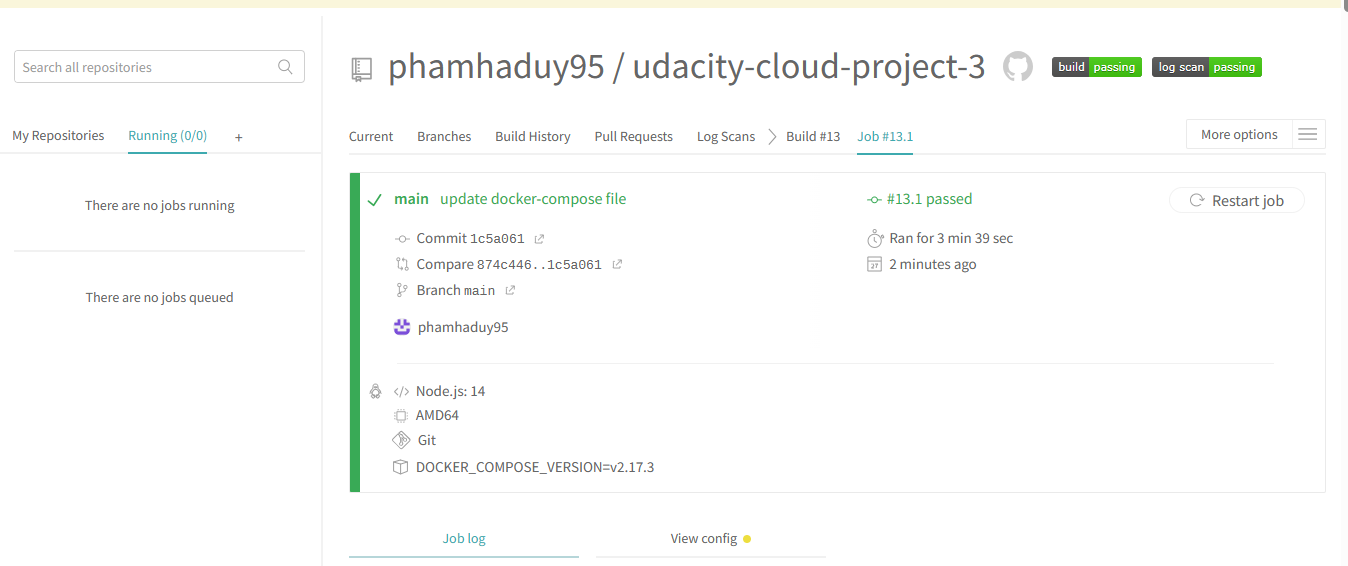 Search all repositories
My Repositories Running (0/0) +
There are no jobs running
There are no jobs queued
phamhaduy95 / udacity-cloud-project-3 build passing log scan passing
Current Branches Build History Pull Requests Log Scans Build #13 Job #13.1 More options
main update docker-compose file #13.1 passed Restart job
Commit 1c5a061 Ran for 3 min 39 sec
Compare 874c446..1c5a061 2 minutes ago
Branch main
phamhaduy95
Node.js: 14
AMD64
Git
DOCKER_COMPOSE_VERSION=v2.17.3
Job log View config